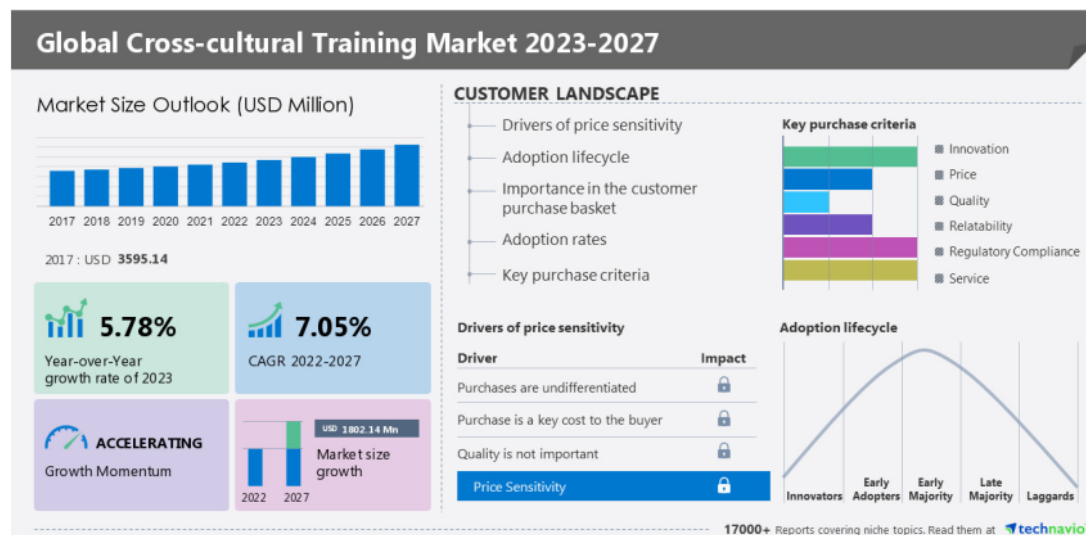 Global Cross-cultural Training Market 2023-2027
Market Size Outlook (USD Million)
2017 2018 2019 2020 2021 2022 2023 2024 2025 2026 2027
2017 : USD 3595.14
5.78%
Year-over-Year
growth rate of 2023
7.05%
CAGR 2022-2027
ACCELERATING
Growth Momentum
USD 1802.14 Mn
Market size
growth
2022 2027
CUSTOMER LANDSCAPE
Drivers of price sensitivity
Adoption lifecycle
Importance in the customer
purchase basket
Adoption rates
Key purchase criteria
Key purchase criteria
Innovation
Price
Quality
Relatability
Regulatory Compliance
Service
Drivers of price sensitivity
Driver Impact
Purchases are undifferentiated
Purchase is a key cost to the buyer
Quality is not important
Price Sensitivity
Adoption lifecycle
Innovators
Early
Adopters
Early
Majority
Late
Majority
Laggards
17000+ Reports covering niche topics. Read them at technavio